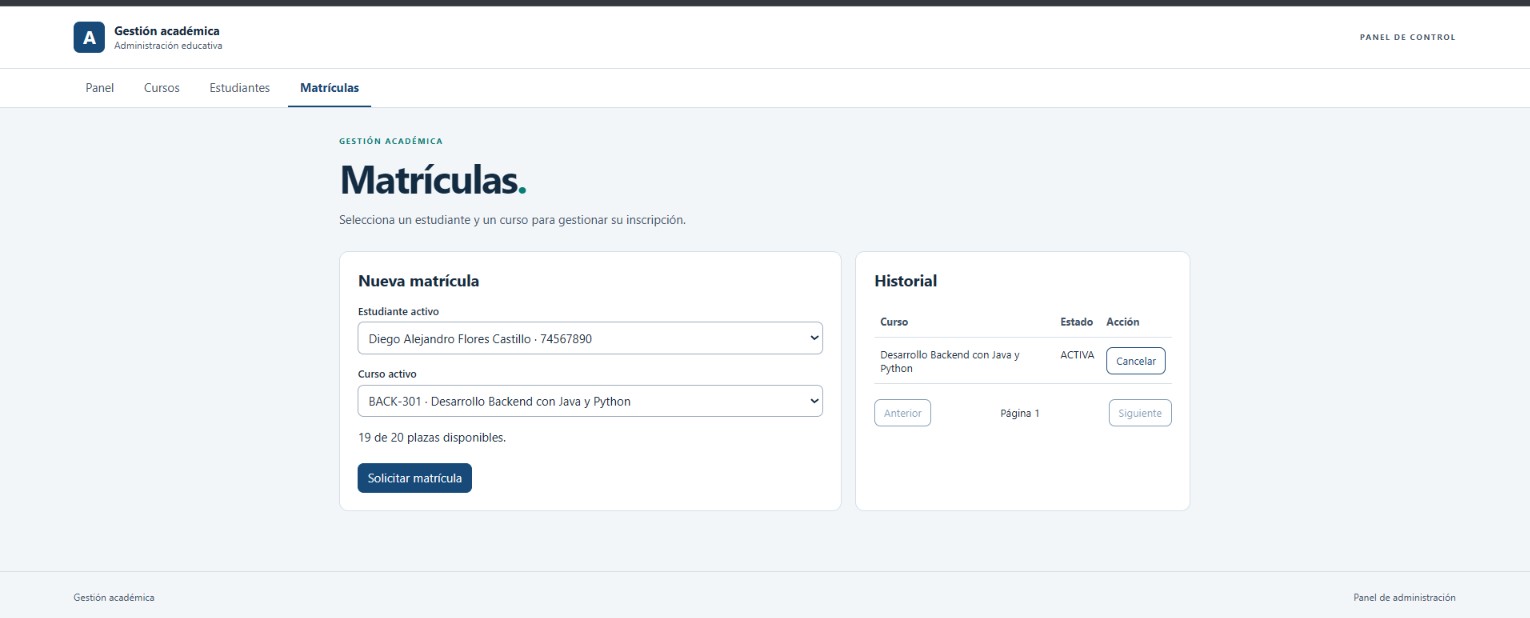 A
Gestión académica
Administración educativa
PANEL DE CONTROL
Panel
Cursos
Estudiantes
Matrículas
GESTIÓN ACADÉMICA
Matrículas.
Selecciona un estudiante y un curso para gestionar su inscripción.
Nueva matrícula
Estudiante activo
Diego Alejandro Flores Castillo · 74567890
Curso activo
BACK-301 · Desarrollo Backend con Java y Python
19 de 20 plazas disponibles.
Solicitar matrícula
Historial
Curso Estado Acción
Desarrollo Backend con Java y ACTIVA Cancelar
Python
Anterior Página 1 Siguiente
Gestión académica
Panel de administración